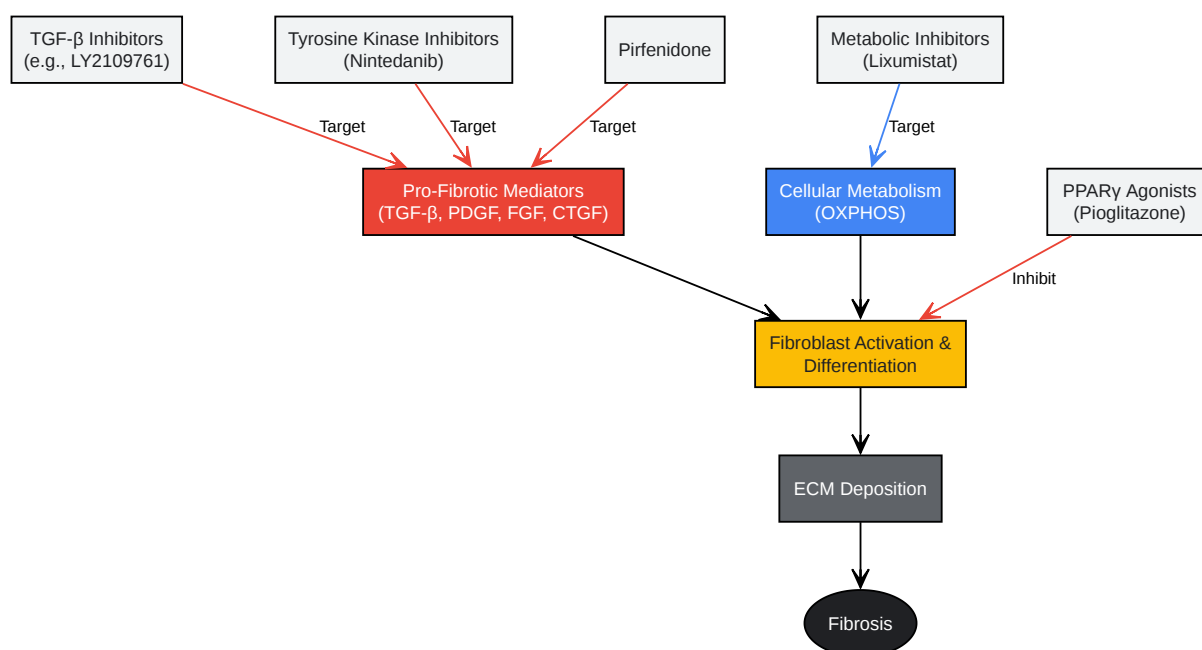 TGF-β Inhibitors
(e.g., LY2109761)
Tyrosine Kinase Inhibitors
(Nintedanib)
Pirfenidone
Metabolic Inhibitors
(Lixumistat)
Target
Target
Target
Target
Pro-Fibrotic Mediators
(TGF-β, PDGF, FGF, CTGF)
Cellular Metabolism
(OXPHOS)
PPARγ Agonists
(Pioglitazone)
Inhibit
Fibroblast Activation &
Differentiation
ECM Deposition
Fibrosis